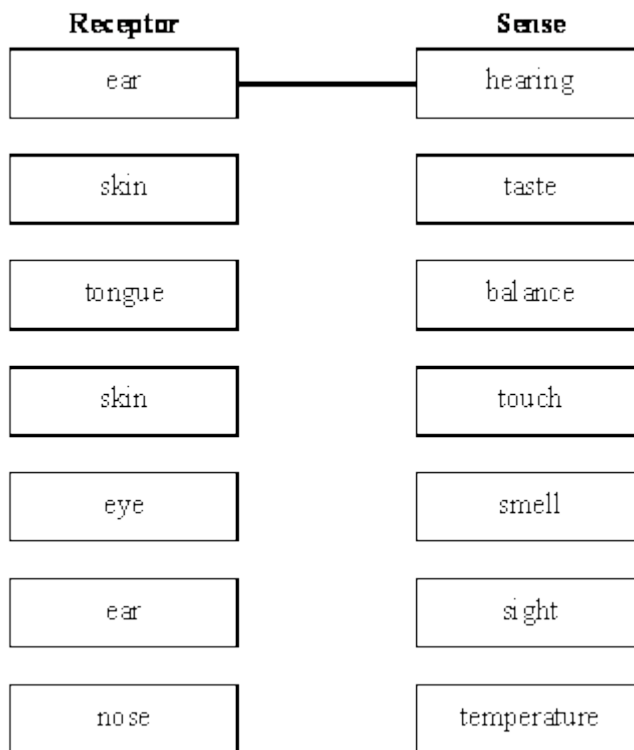 Receptor Sense
ear hearing
skin taste
tongue balance
skin touch
eye smell
ear sight
nose temperature